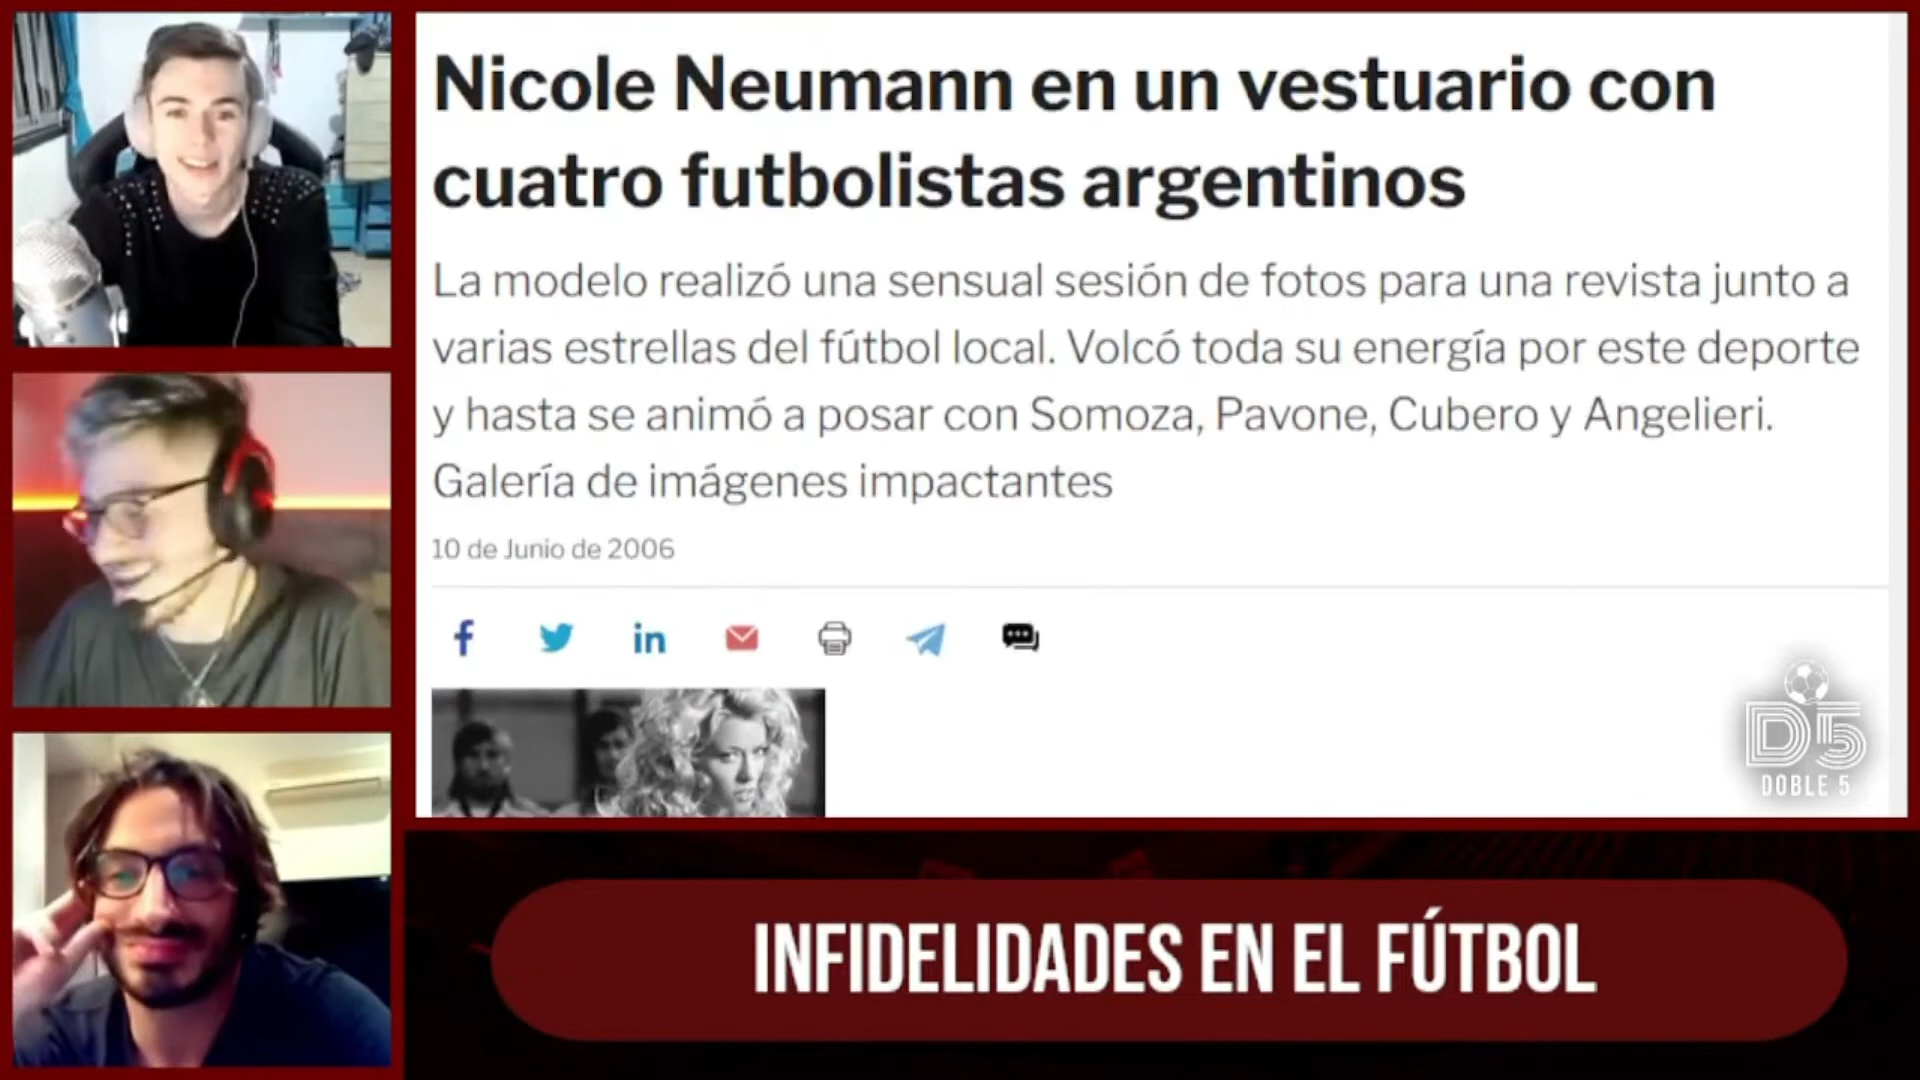 Nicole Neumann en un vestuario con
cuatro futbolistas argentinos
La modelo realizó una sensual sesión de fotos para una revista junto a
varias estrellas del fútbol local. Volcó toda su energía por este deporte
y hasta se animó a posar con Somoza, Pavone, Cubero y Angelieri.
Galería de imágenes impactantes
10 de Junio de 2006
f
in
D5
DOBLE 5
INFIDELIDADES EN EL FÚTBOL